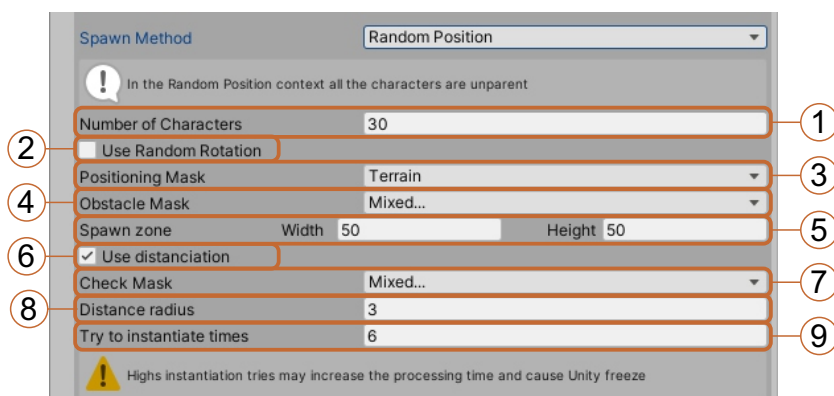 Spawn Method Random Position
In the Random Position context all the characters are unparent
Number of Characters 30 1
2 Use Random Rotation
Positioning Mask Terrain 3
4 Obstacle Mask Mixed...
Spawn zone Width 50 Height 50 5
6 Use distanciation
Check Mask Mixed... 7
8 Distance radius 3
Try to instantiate times 6 9
Highs instantiation tries may increase the processing time and cause Unity freeze